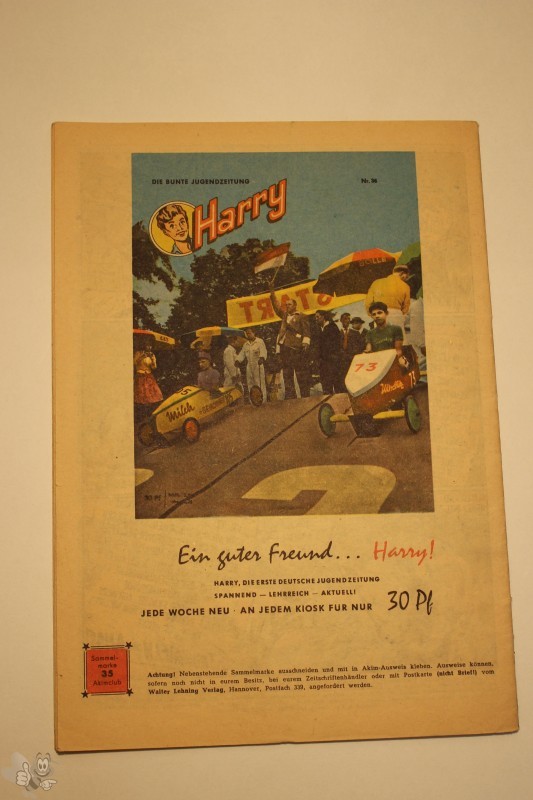 DIE BUNTE JUGENDZEITUNG
Harry
START
73
Milch
30 Pf
Ein guter Freund... Harry!
HARRY, DIE ERSTE DEUTSCHE JUGENDZEITUNG
SPANNEND — LEHRREICH — AKTUELL!
JEDE WOCHE NEU · AN JEDEM KIOSK FÜR NUR 30 Pf
Sammel-
marke
35
Akimclub
Achtung! Nebenstehende Sammelmarke ausschneiden und mit in Akim-Ausweis kleben. Ausweise können,
sofern noch nicht in eurem Besitz, bei eurem Zeitschriftenhändler oder mit Postkarte (nicht Brief!) vom
Walter Lehning Verlag, Hannover, Postfach 339, angefordert werden.